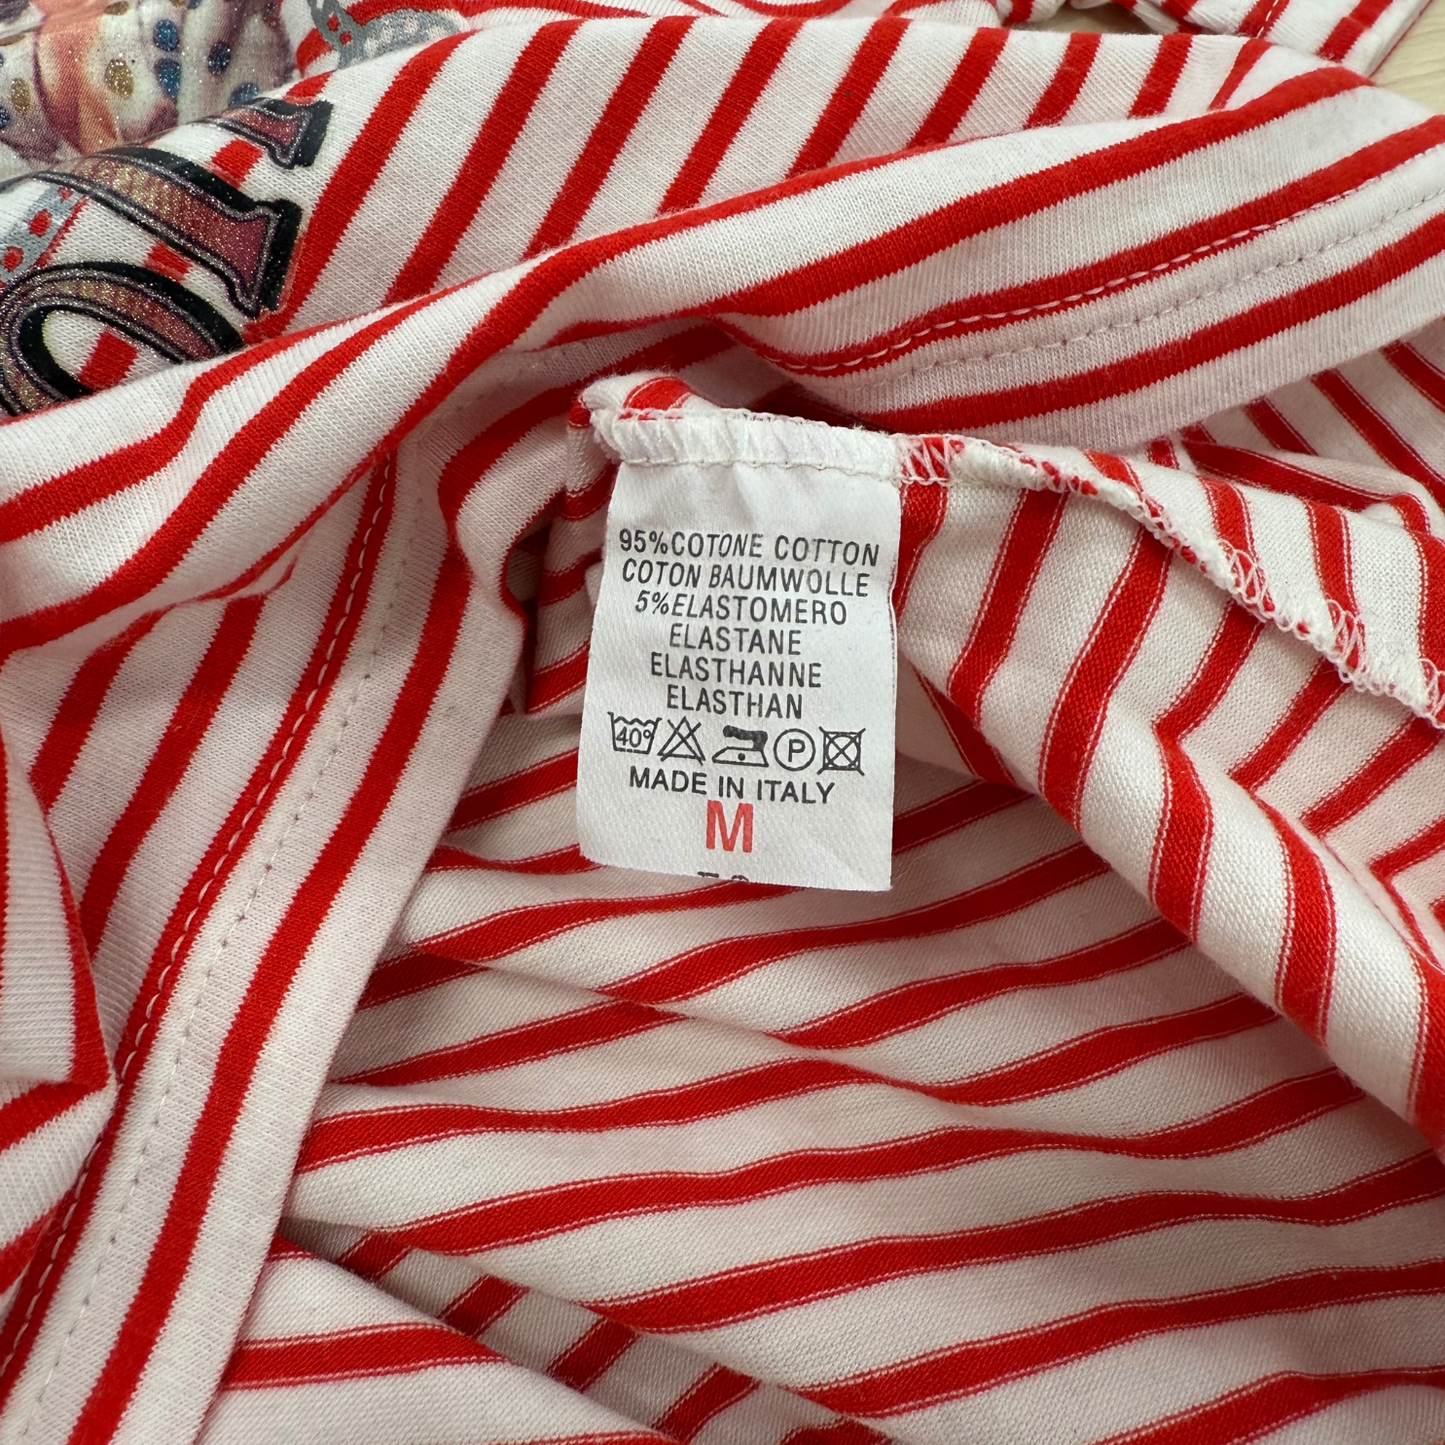 95%COTONE COTTON
COTON BAUMWOLLE
5%ELASTOMERO
ELASTANE
ELASTHANNE
ELASTHAN
40° P
MADE IN ITALY
M